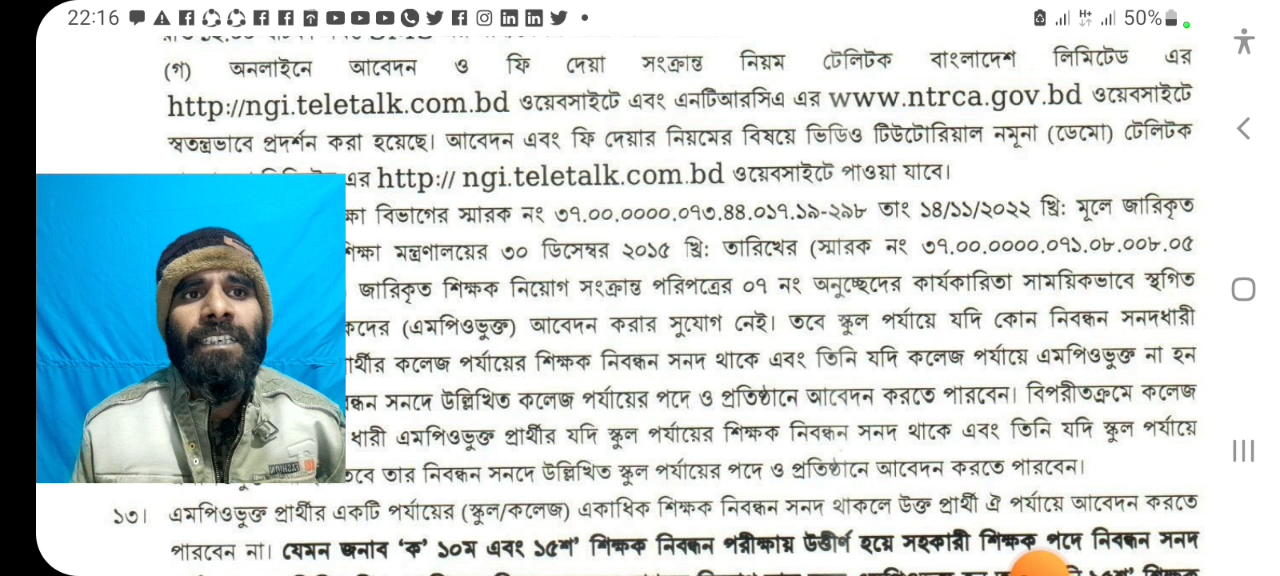 22:16
50%
(গ) অনলাইনে আবেদন ও ফি দেয়া সংক্রান্ত নিয়ম টেলিটক বাংলাদেশ লিমিটেড এর
http://ngi.teletalk.com.bd ওয়েবসাইটে এবং এনটিআরসিএ এর www.ntrca.gov.bd ওয়েবসাইটে
স্বতন্ত্রভাবে প্রদর্শন করা হয়েছে। আবেদন এবং ফি দেয়ার নিয়মের বিষয়ে ভিডিও টিউটোরিয়াল নমূনা (ডেমো) টেলিটক
এর http:// ngi.teletalk.com.bd ওয়েবসাইটে পাওয়া যাবে।
বিভাগের স্মারক নং ৩৭.০০.০০০০.০৭৩.৪৪.০১৭.১৯-২৯৮ তাং ১৪/১১/২০২২ খ্রি: মূলে জারিকৃত
মন্ত্রণালয়ের ৩০ ডিসেম্বর ২০১৫ খ্রি: তারিখের (স্মারক নং ৩৭.০০.০০০০.০৭১.০৮.০০৮.০৫
জারিকৃত শিক্ষক নিয়োগ সংক্রান্ত পরিপত্রের ০৭ নং অনুচ্ছেদের কার্যকারিতা সাময়িকভাবে স্থগিত
(এমপিওভুক্ত) আবেদন করার সুযোগ নেই। তবে স্কুল পর্যায়ে যদি কোন নিবন্ধন সনদধারী
কলেজ পর্যায়ের শিক্ষক নিবন্ধন সনদ থাকে এবং তিনি যদি কলেজ পর্যায়ে এমপিওভুক্ত না হন
সনদে উল্লিখিত কলেজ পর্যায়ের পদে ও প্রতিষ্ঠানে আবেদন করতে পারবেন। বিপরীতক্রমে কলেজ
ধারী এমপিওভুক্ত প্রার্থীর যদি স্কুল পর্যায়ের শিক্ষক নিবন্ধন সনদ থাকে এবং তিনি যদি স্কুল পর্যায়ে
তার নিবন্ধন সনদে উল্লিখিত স্কুল পর্যায়ের পদে ও প্রতিষ্ঠানে আবেদন করতে পারবেন।
১৩। এমপিওভুক্ত প্রার্থীর একটি পর্যায়ের (স্কুল/কলেজ) একাধিক শিক্ষক নিবন্ধন সনদ থাকলে উক্ত প্রার্থী ঐ পর্যায়ে আবেদন করতে
পারবেন না। যেমন জনাব ‘ক’ ১০ম এবং ১৫শ’ শিক্ষক নিবন্ধন পরীক্ষায় উত্তীর্ণ হয়ে সহকারী শিক্ষক পদে নিবন্ধন সনদ